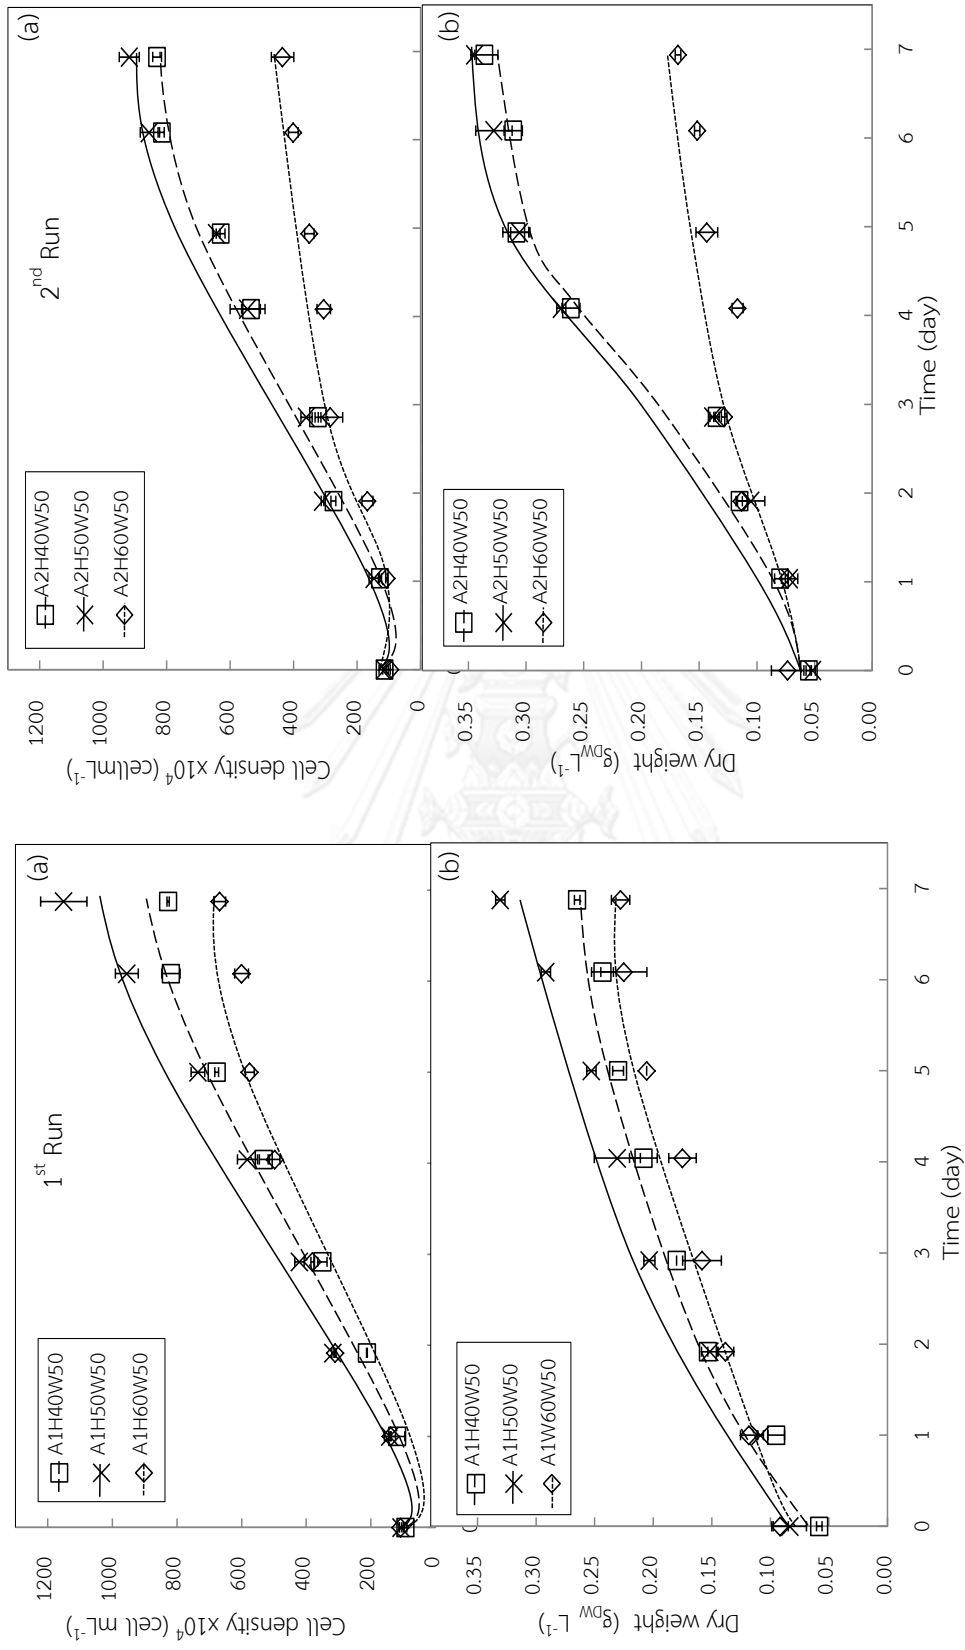 1st Run
(a)
Cell density x10⁴ (cell mL⁻¹)
1200
1000
800
600
400
200
0
A1H40W50
A1H50W50
A1H60W50
(b)
Dry weight (gDW L⁻¹)
0.35
0.30
0.25
0.20
0.15
0.10
0.05
0.00
A1H40W50
A1H50W50
A1W60W50
0 1 2 3 4 5 6 7
Time (day)
2nd Run
(a)
Cell density x10⁴ (cellmL⁻¹)
1200
1000
800
600
400
200
0
A2H40W50
A2H50W50
A2H60W50
(b)
Dry weight (gDWL⁻¹)
0.35
0.30
0.25
0.20
0.15
0.10
0.05
0.00
A2H40W50
A2H50W50
A2H60W50
0 1 2 3 4 5 6 7
Time (day)